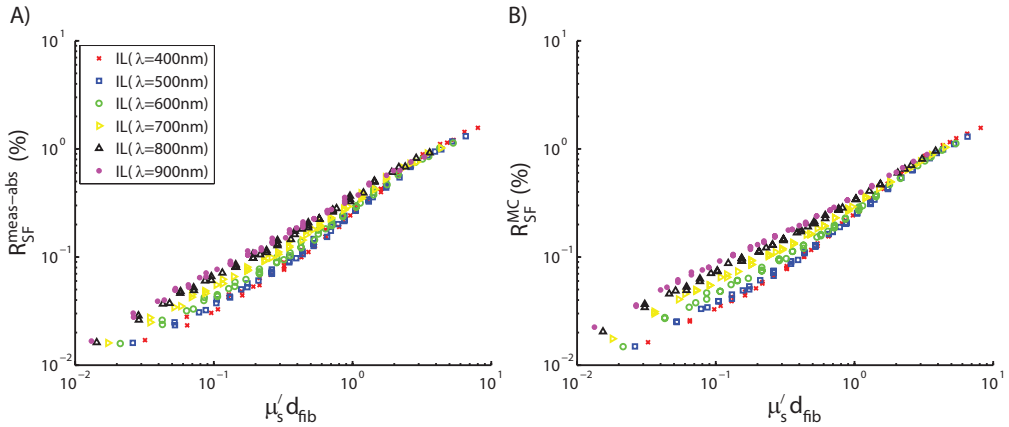 A)
R_SF^meas−abs (%)
10^1
10^0
10^−1
10^−2
IL( λ=400nm)
IL( λ=500nm)
IL( λ=600nm)
IL( λ=700nm)
IL( λ=800nm)
IL( λ=900nm)
10^−2
10^−1
10^0
10^1
μ_s^/ d_fib
B)
R_SF^MC (%)
10^1
10^0
10^−1
10^−2
10^−2
10^−1
10^0
10^1
μ_s^/ d_fib